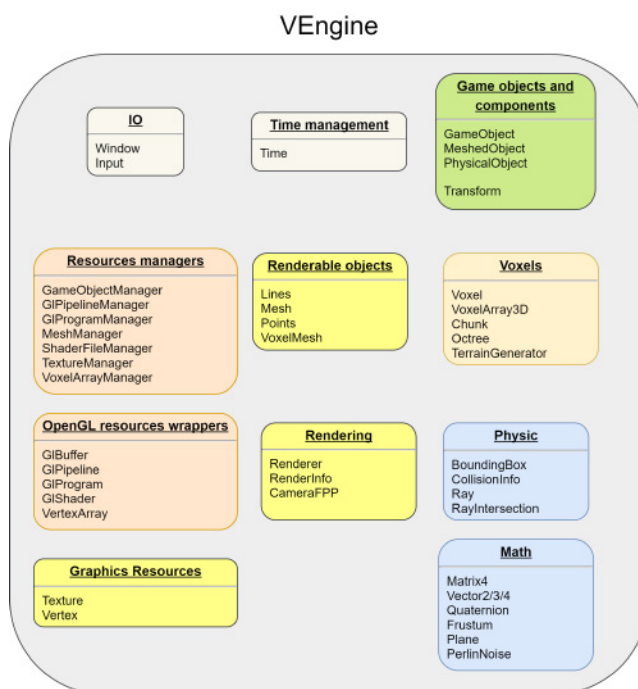 VEngine
IO
Window
Input
Time management
Time
Game objects and
components
GameObject
MeshedObject
PhysicalObject
Transform
Resources managers
GameObjectManager
GlPipelineManager
GlProgramManager
MeshManager
ShaderFileManager
TextureManager
VoxelArrayManager
Renderable objects
Lines
Mesh
Points
VoxelMesh
Voxels
Voxel
VoxelArray3D
Chunk
Octree
TerrainGenerator
OpenGL resources wrappers
GlBuffer
GlPipeline
GlProgram
GlShader
VertexArray
Rendering
Renderer
RenderInfo
CameraFPP
Physic
BoundingBox
CollisionInfo
Ray
RayIntersection
Graphics Resources
Texture
Vertex
Math
Matrix4
Vector2/3/4
Quaternion
Frustum
Plane
PerlinNoise